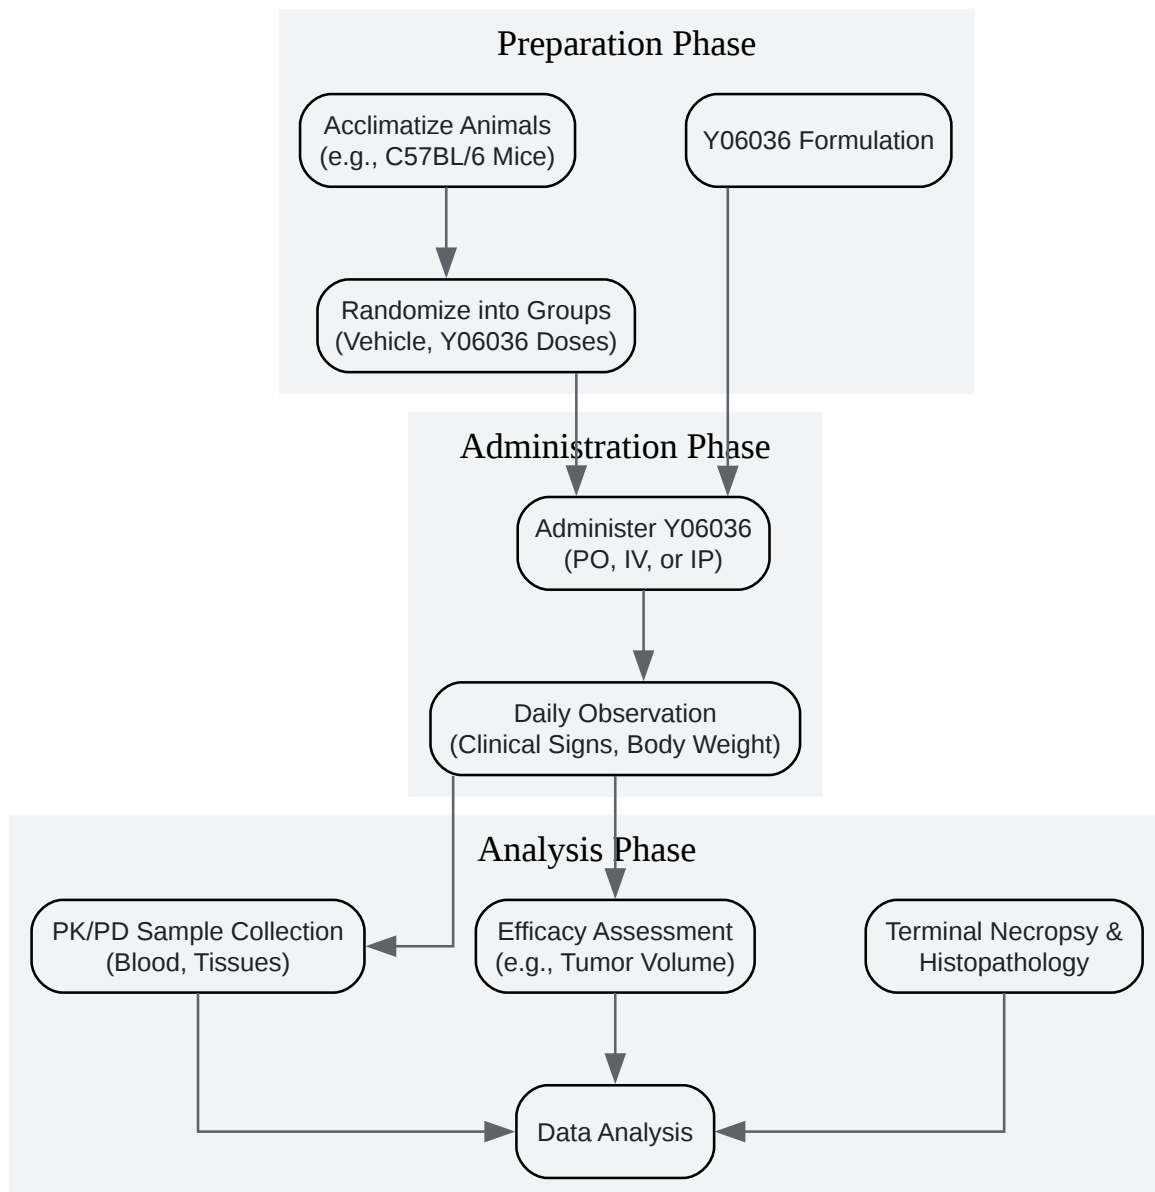 Preparation Phase
Acclimatize Animals
(e.g., C57BL/6 Mice)
Y06036 Formulation
Randomize into Groups
(Vehicle, Y06036 Doses)
Administration Phase
Administer Y06036
(PO, IV, or IP)
Daily Observation
(Clinical Signs, Body Weight)
Analysis Phase
PK/PD Sample Collection
(Blood, Tissues)
Efficacy Assessment
(e.g., Tumor Volume)
Terminal Necropsy &
Histopathology
Data Analysis